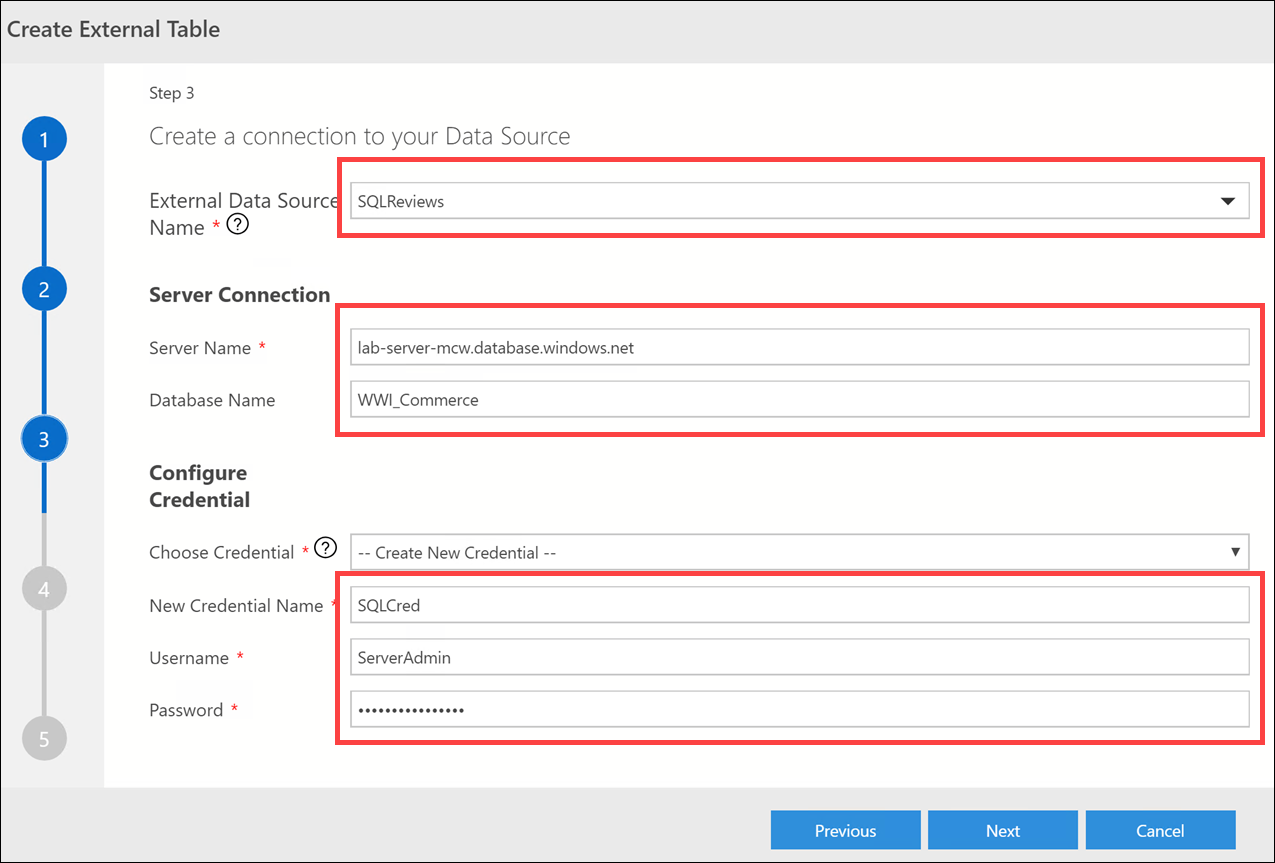 Create External Table
1
2
3
4
5
Step 3
Create a connection to your Data Source
External Data Source
Name * ?
SQLReviews
Server Connection
Server Name *
lab-server-mcw.database.windows.net
Database Name
WWI_Commerce
Configure
Credential
Choose Credential * ?
-- Create New Credential --
New Credential Name *
SQLCred
Username *
ServerAdmin
Password *
••••••••••••••••
Previous
Next
Cancel